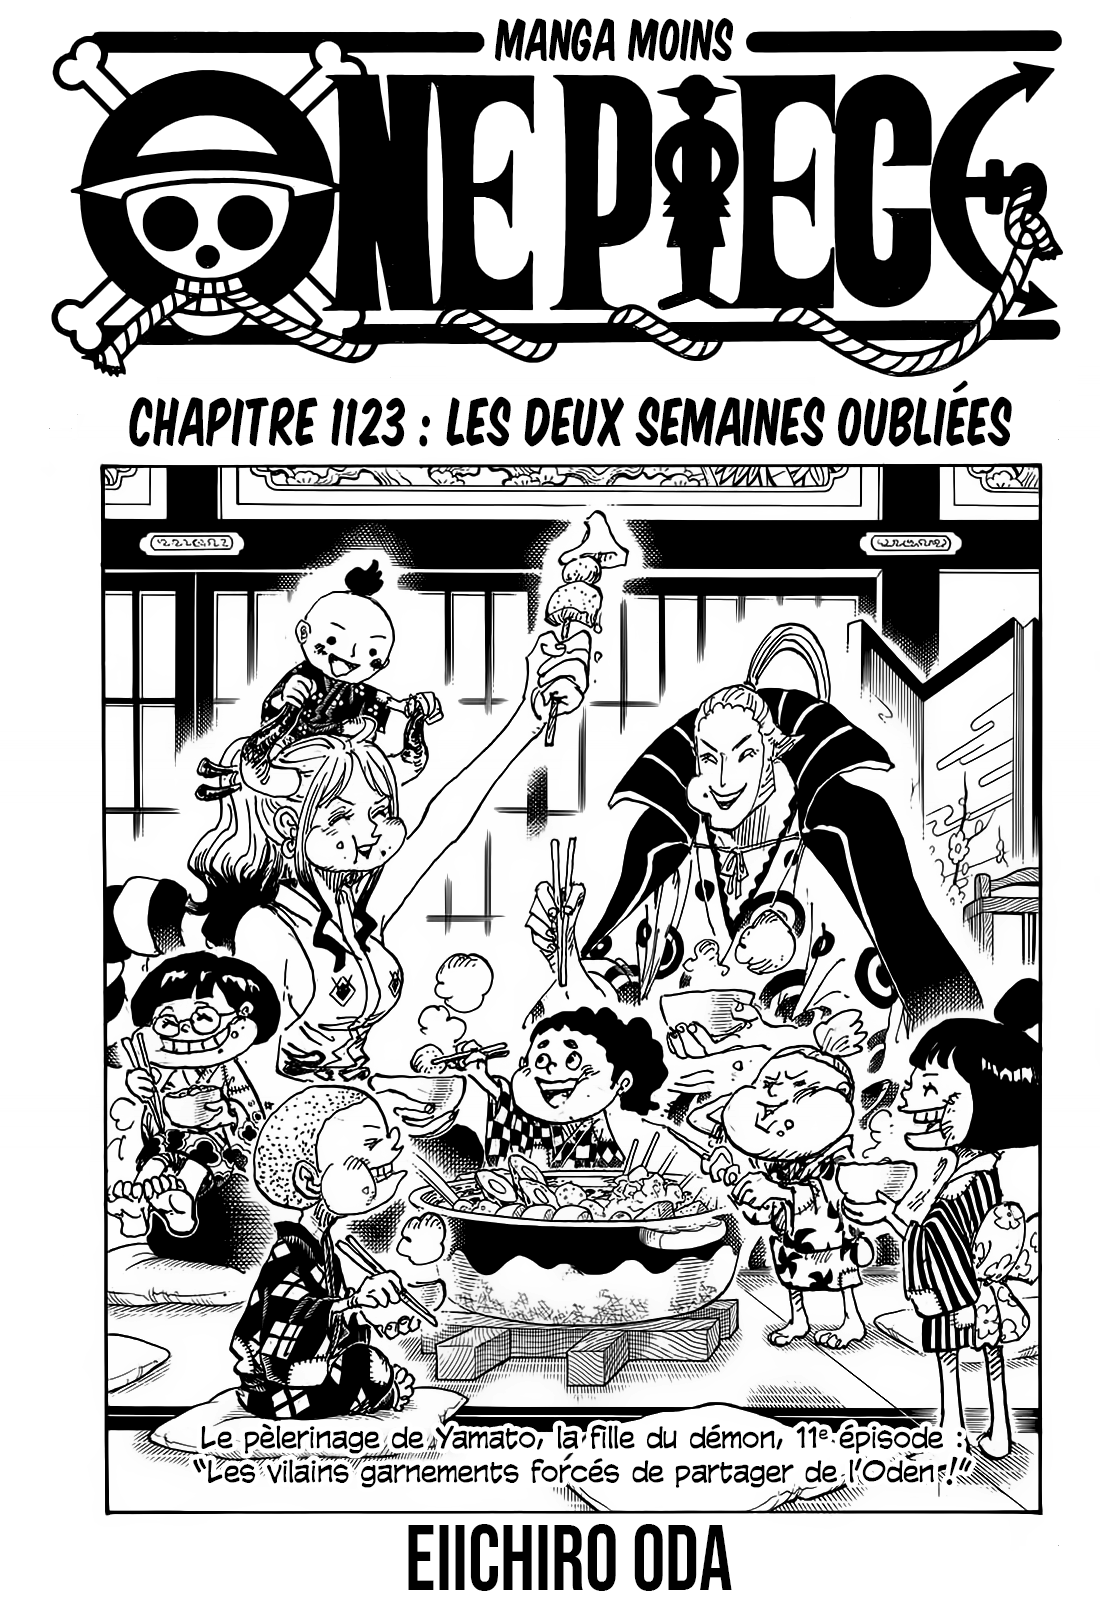 MANGA MOINS
ONE PIECE
CHAPITRE 1123 : LES DEUX SEMAINES OUBLIÉES
Le pèlerinage de Yamato, la fille du démon, 11e épisode :
"Les vilains garnements forcés de partager de l'Oden !"
EIICHIRO ODA